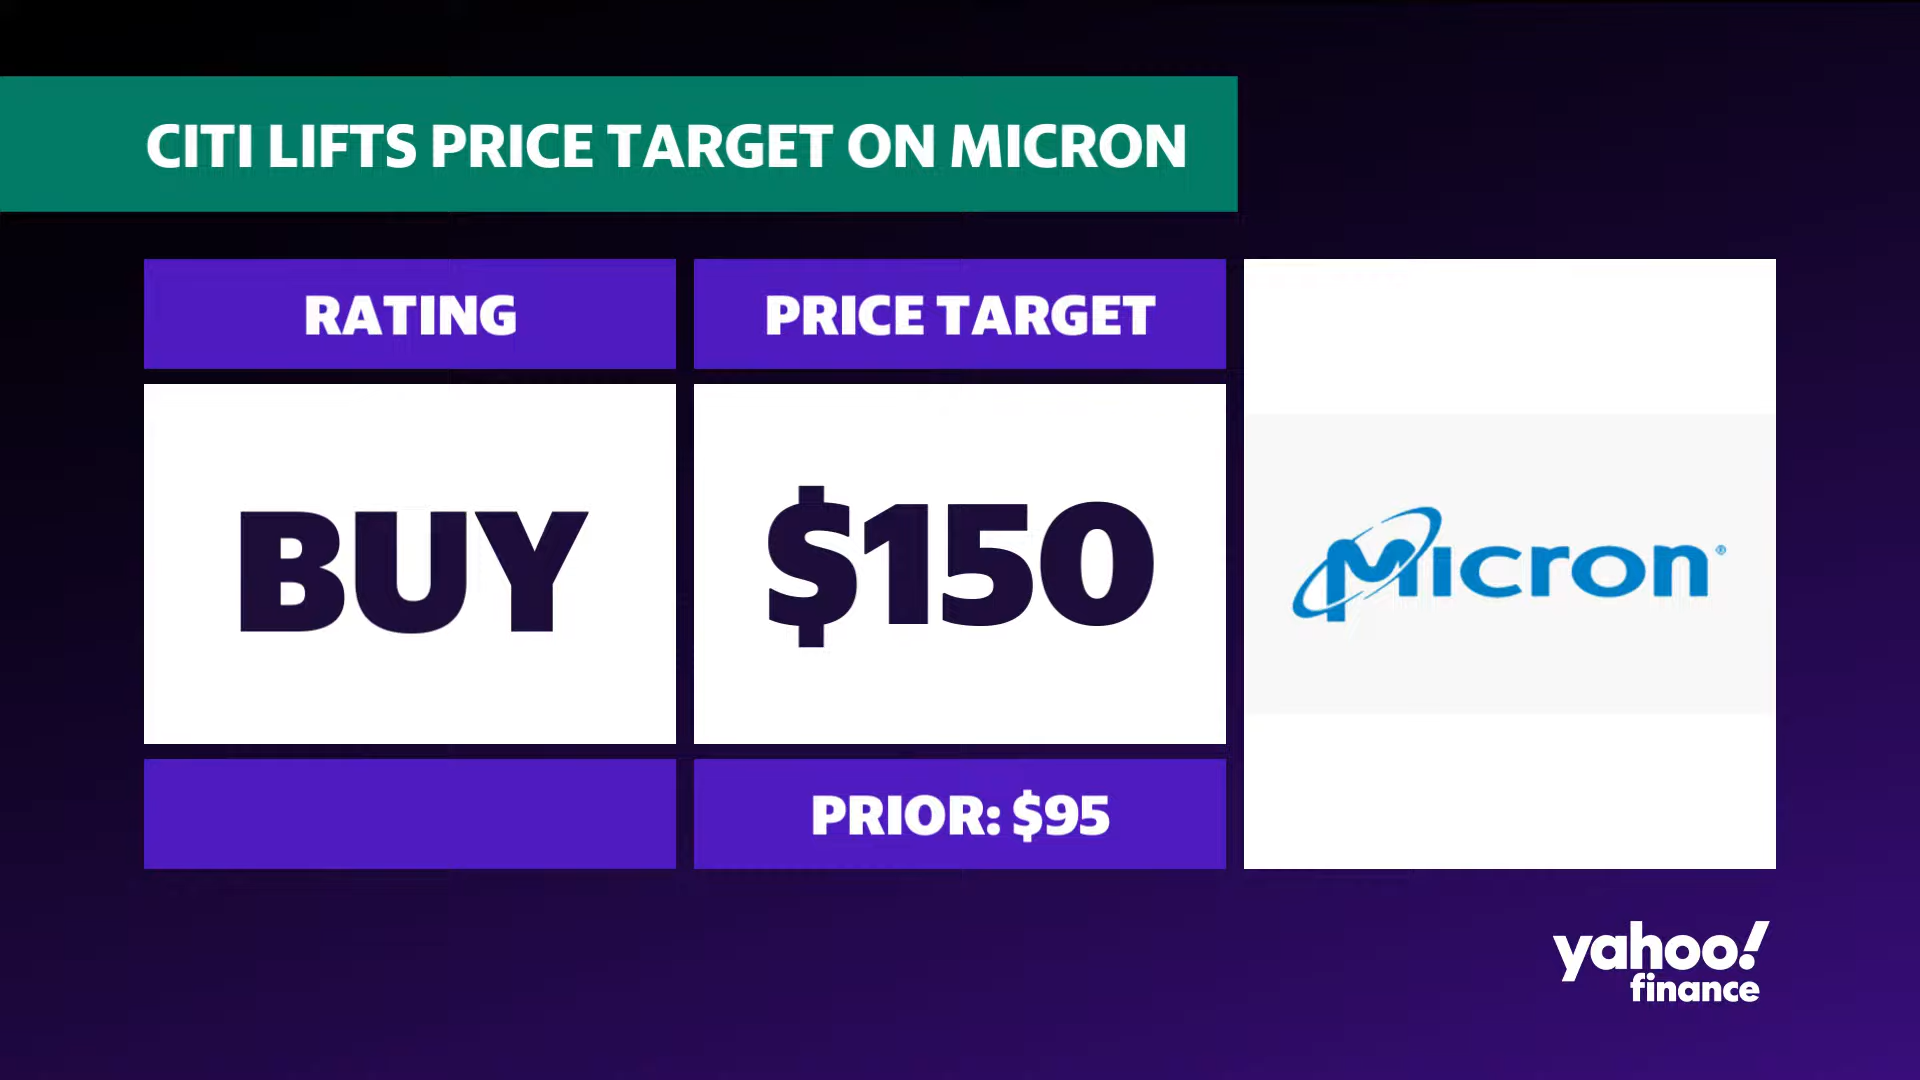 CITI LIFTS PRICE TARGET ON MICRON
RATING
PRICE TARGET
BUY
$150
Micron®
PRIOR: $95
yahoo!
finance